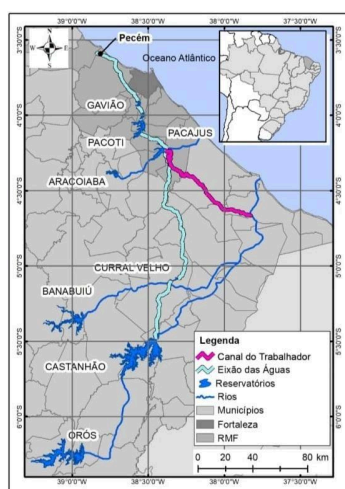 39°0'0"W 38°30'0"W 38°0'0"W 37°30'0"W
3°30'0"S
4°0'0"S
4°30'0"S
5°0'0"S
5°30'0"S
6°0'0"S
N
W
E
S
Pecém
Oceano Atlântico
GAVIÃO
PACOTI
PACAJUS
ARACOIABA
CURRAL VELHO
BANABUIÚ
CASTANHÃO
ORÓS
Legenda
Canal do Trabalhador
Eixão das Águas
Reservatórios
Rios
Municípios
Fortaleza
RMF
0 20 40 80
km
39°0'0"W 38°30'0"W 38°0'0"W 37°30'0"W